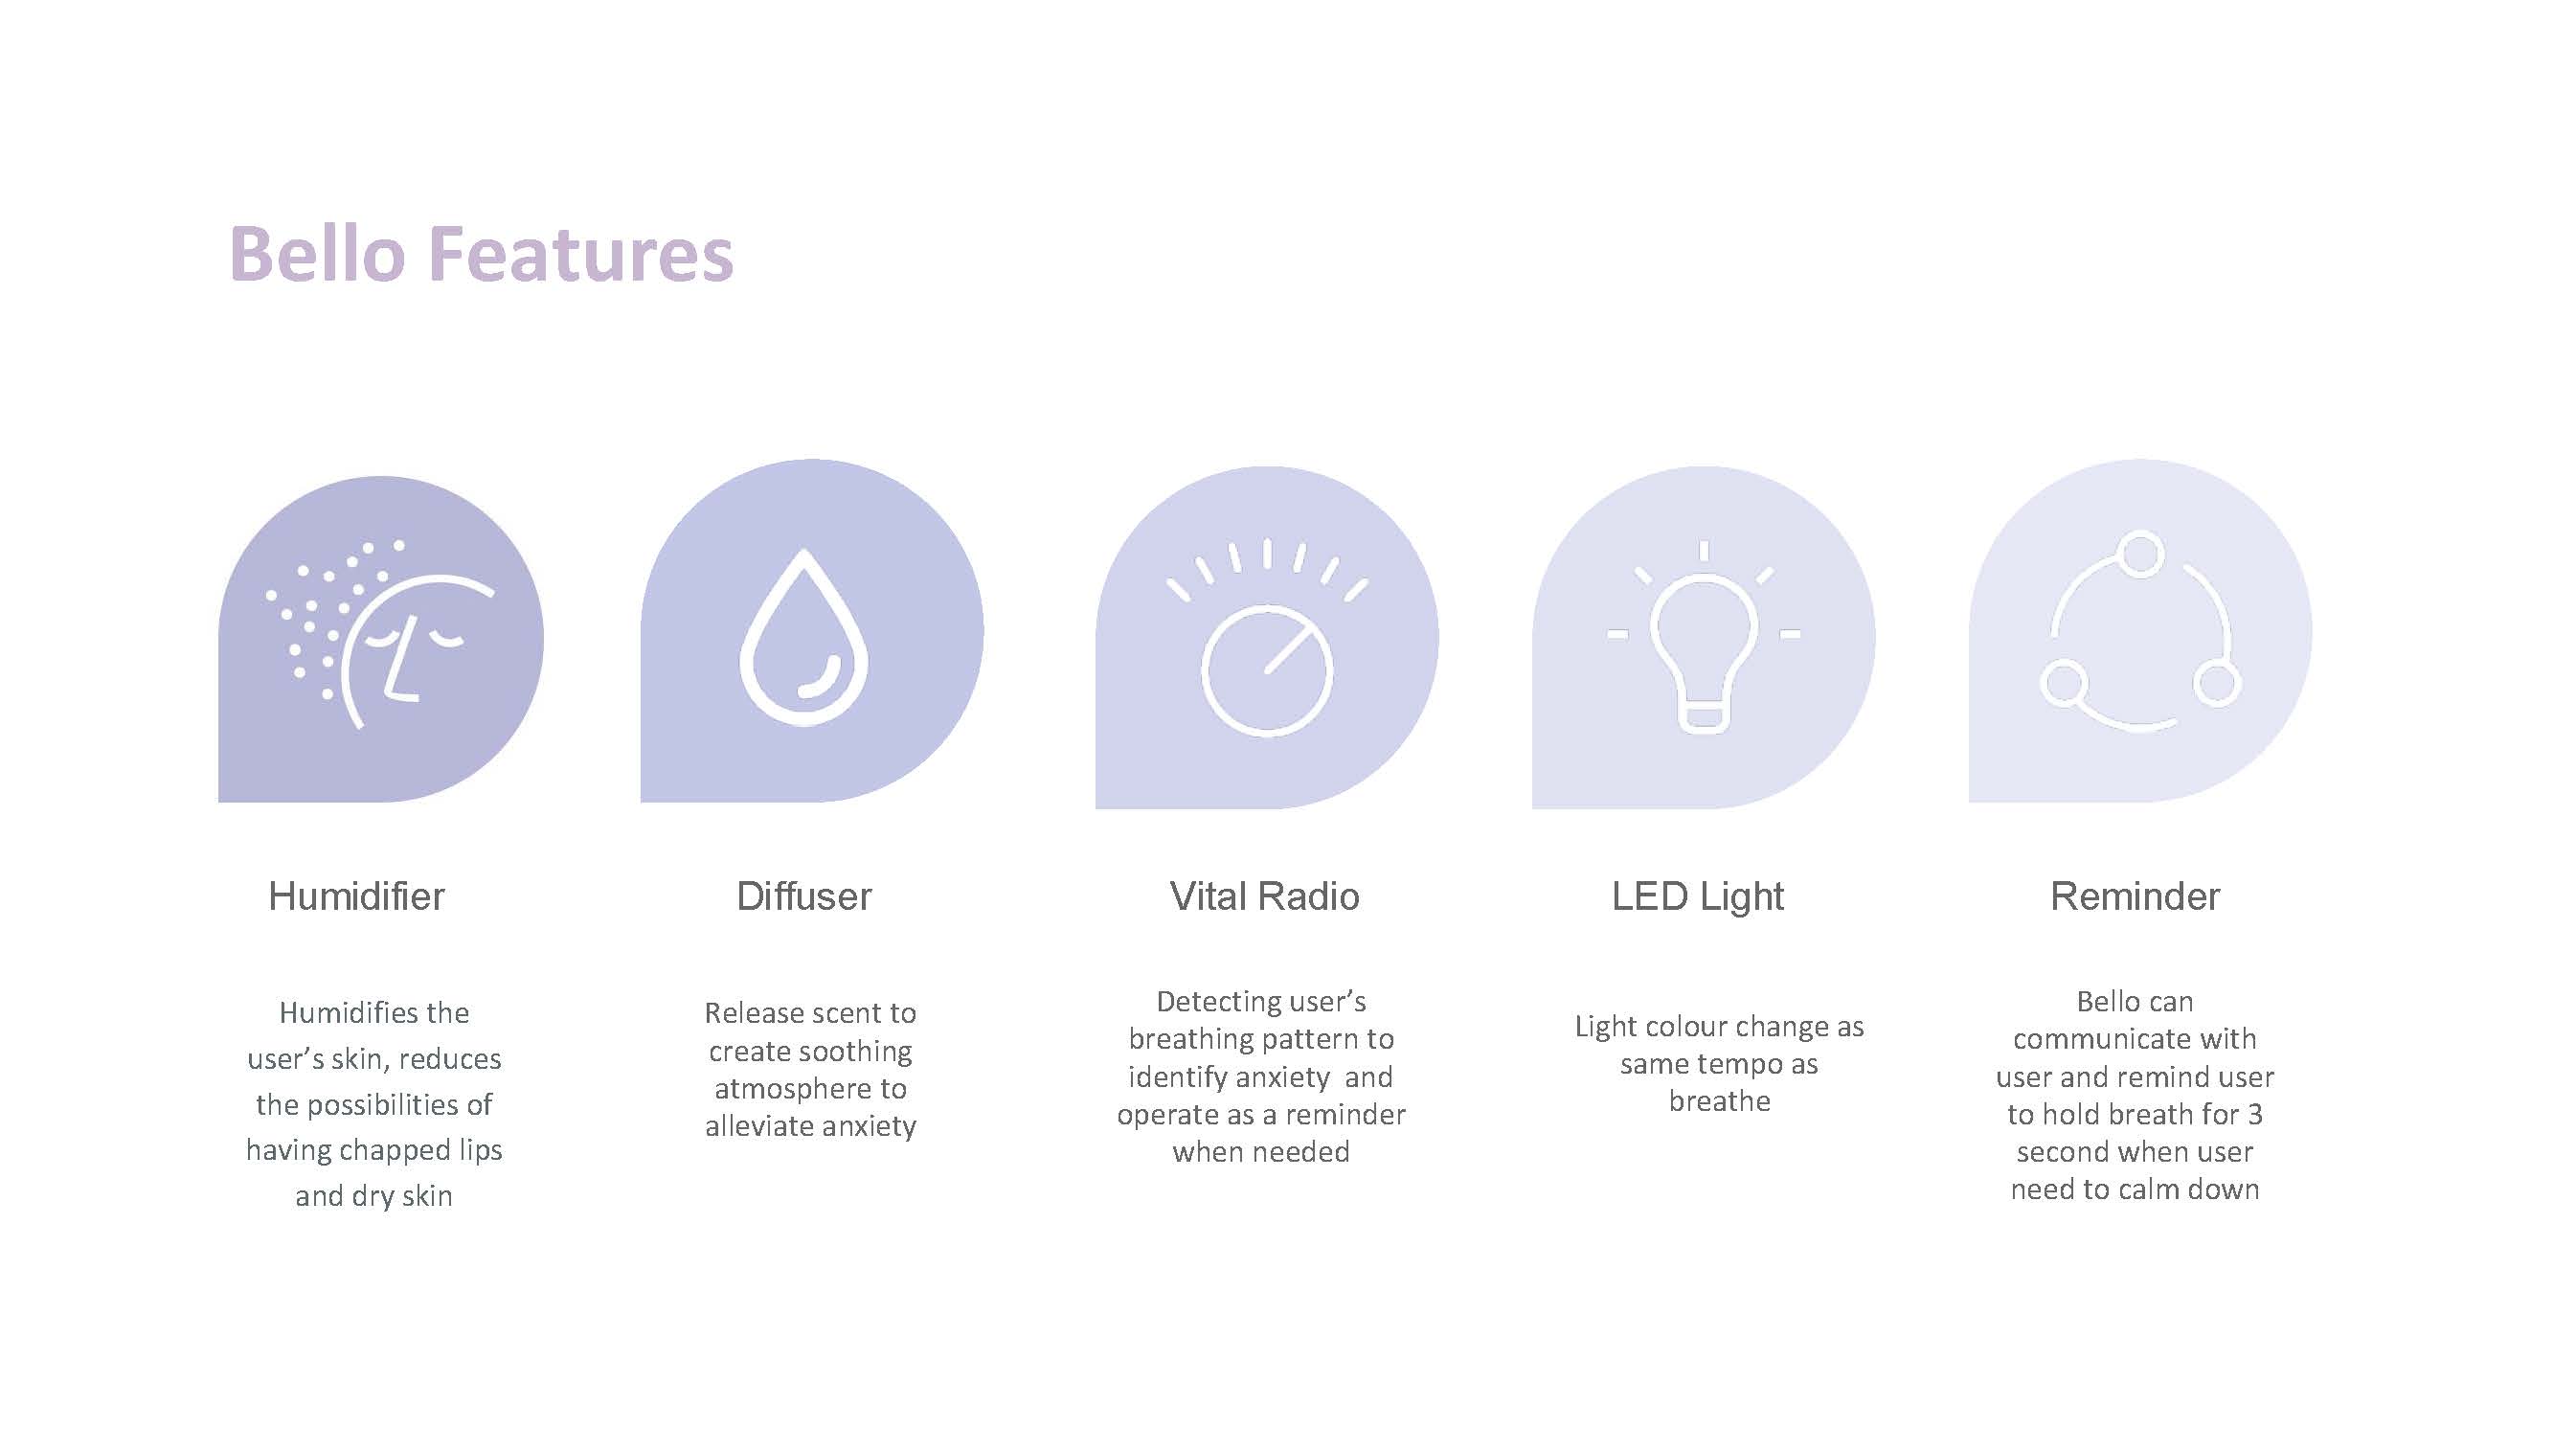 Bello Features
Humidifier
Humidifies the
user’s skin, reduces
the possibilities of
having chapped lips
and dry skin
Diffuser
Release scent to
create soothing
atmosphere to
alleviate anxiety
Vital Radio
Detecting user’s
breathing pattern to
identify anxiety  and
operate as a reminder
when needed
LED Light
Light colour change as
same tempo as
breathe
Reminder
Bello can
communicate with
user and remind user
to hold breath for 3
second when user
need to calm down